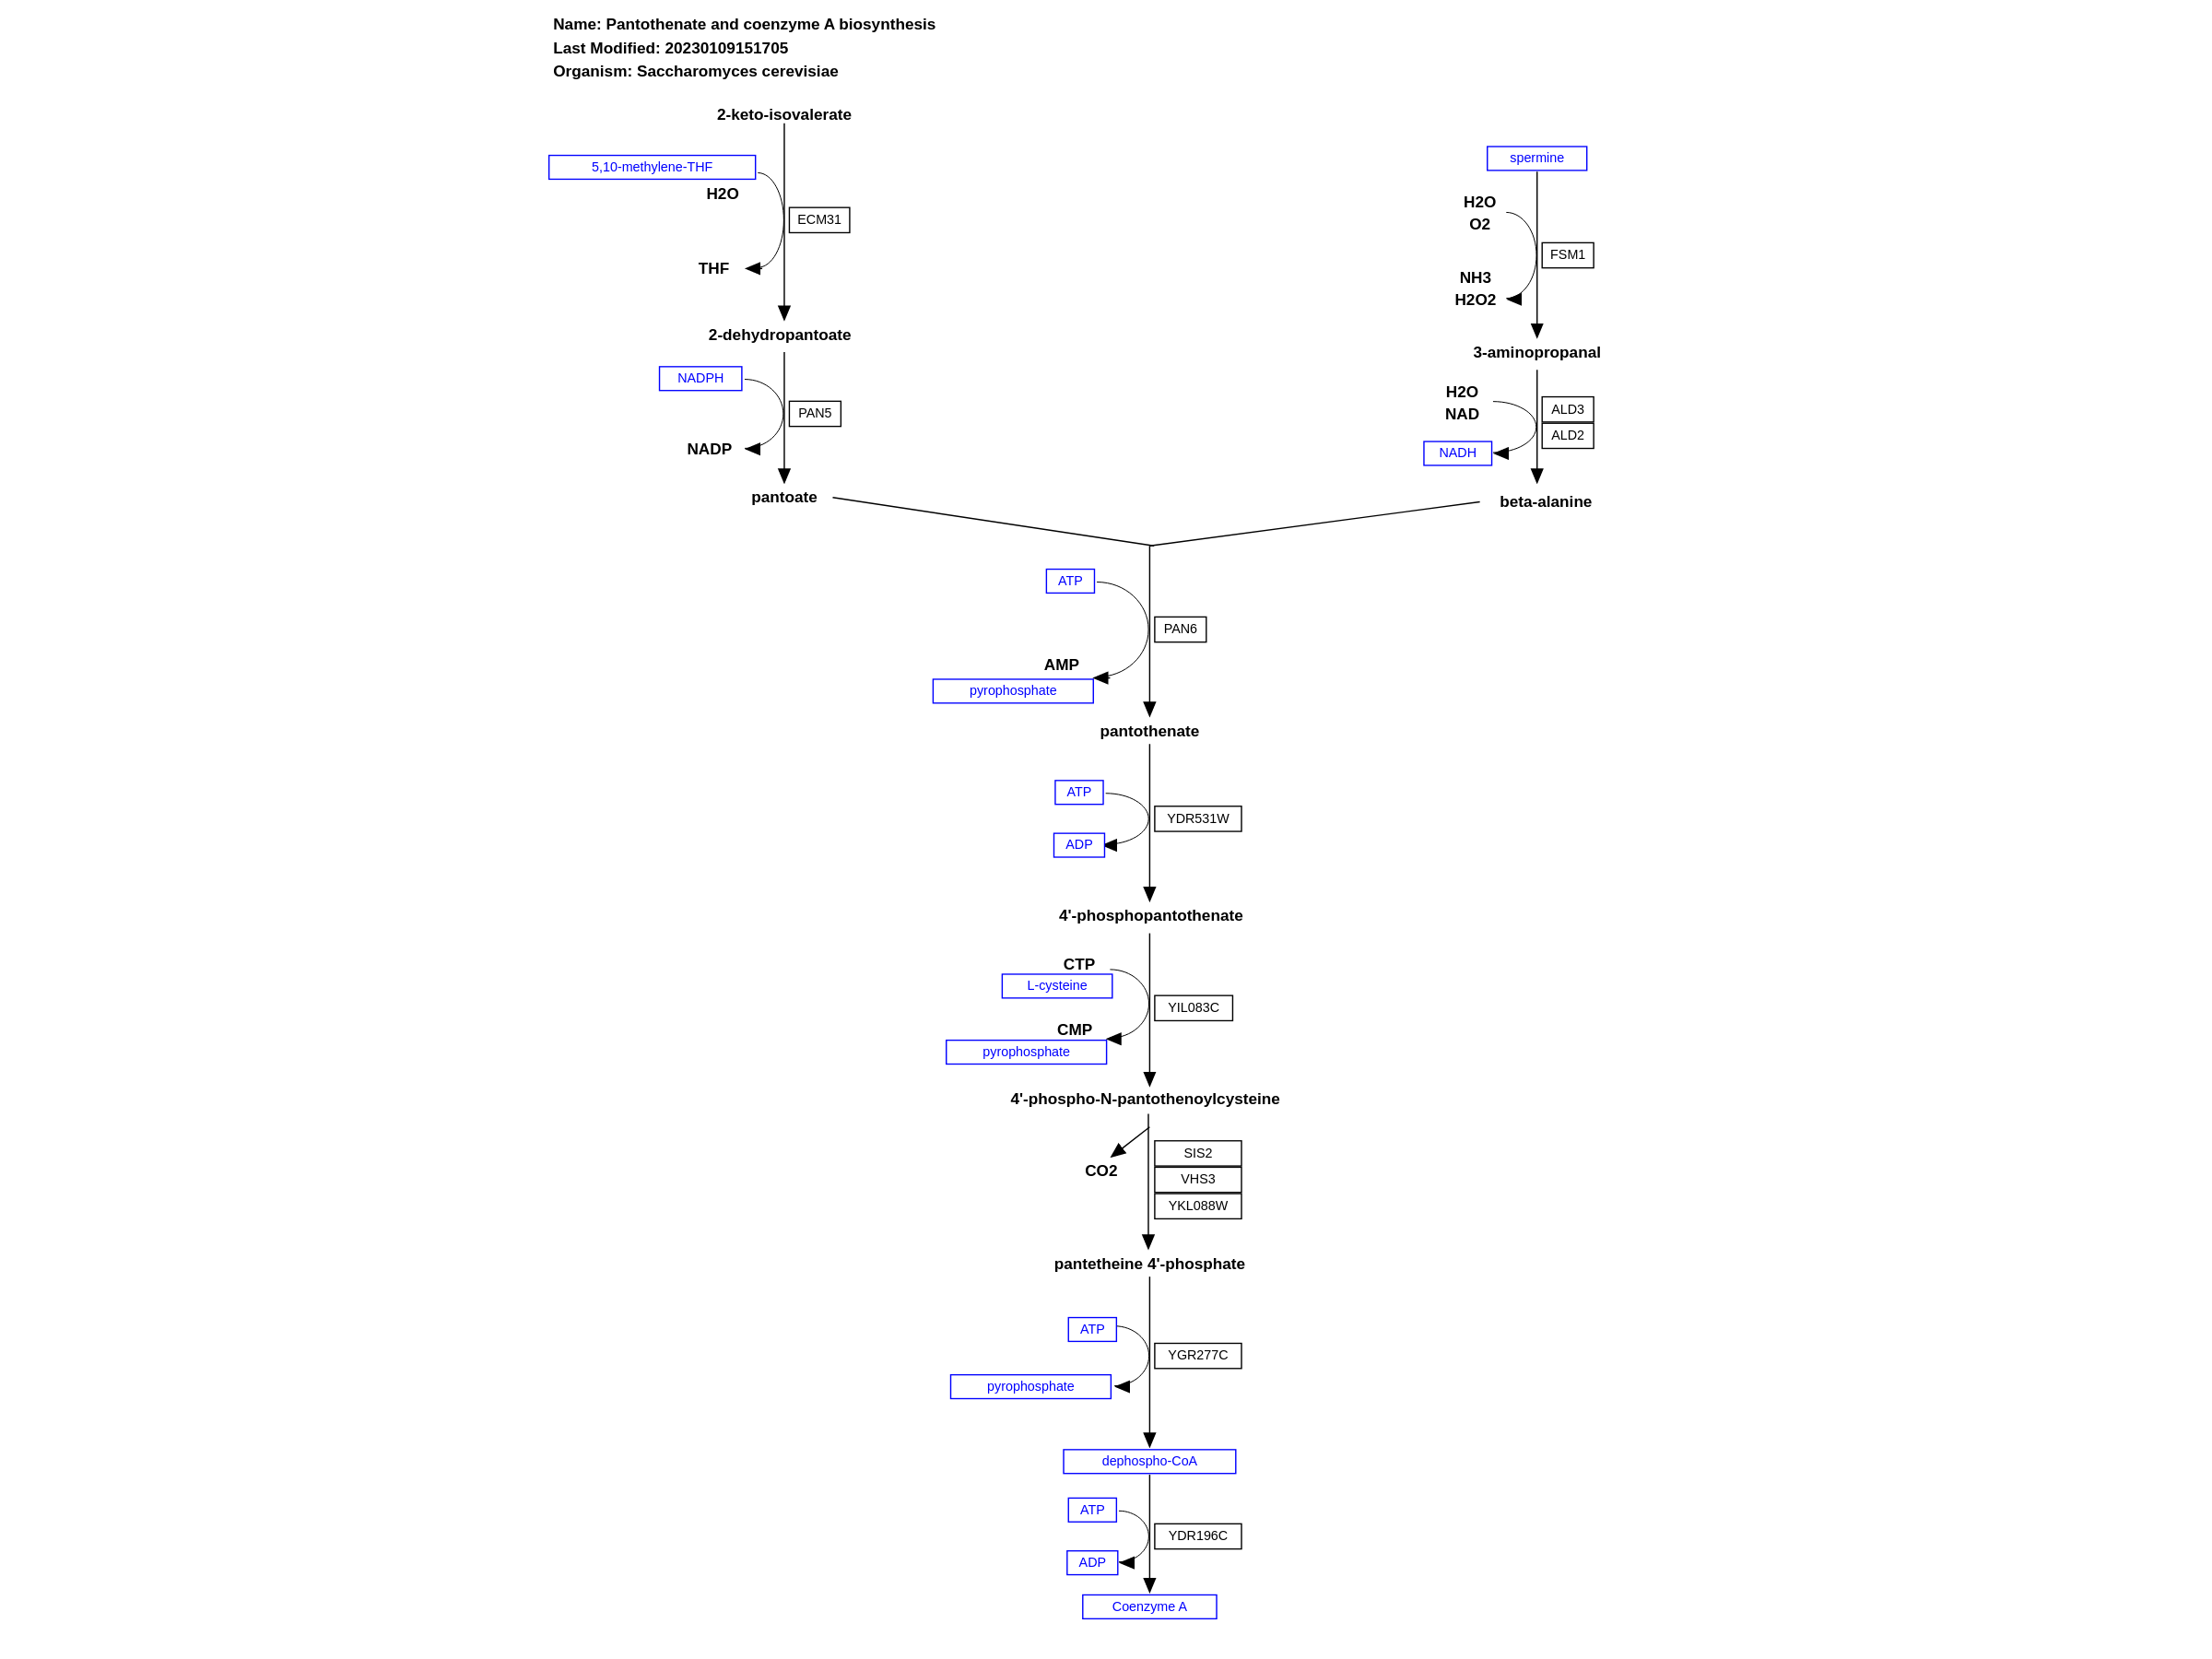 Name: Pantothenate and coenzyme A biosynthesis
Last Modified: 20230109151705
Organism: Saccharomyces cerevisiae
2-keto-isovalerate
5,10-methylene-THF
H2O
ECM31
THF
2-dehydropantoate
NADPH
PAN5
NADP
pantoate
spermine
H2O
O2
FSM1
NH3
H2O2
3-aminopropanal
H2O
NAD
ALD3
ALD2
NADH
beta-alanine
ATP
PAN6
AMP
pyrophosphate
pantothenate
ATP
YDR531W
ADP
4'-phosphopantothenate
CTP
L-cysteine
YIL083C
CMP
pyrophosphate
4'-phospho-N-pantothenoylcysteine
SIS2
CO2
VHS3
YKL088W
pantetheine 4'-phosphate
ATP
YGR277C
pyrophosphate
dephospho-CoA
ATP
YDR196C
ADP
Coenzyme A